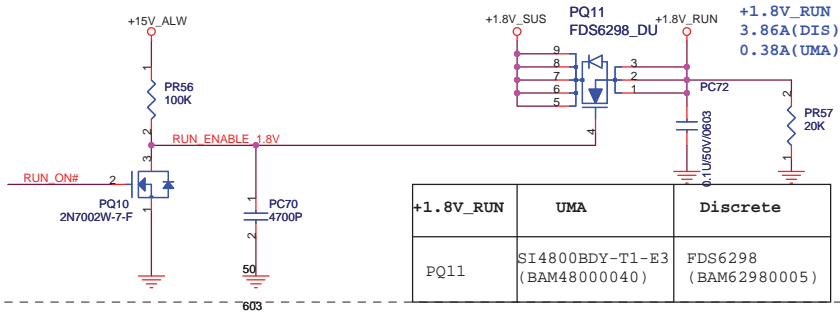 +15V_ALW
1
PR56
100K
2
RUN_ENABLE_1.8V
3
RUN_ON#
2
PQ10
2N7002W-7-F
1
1
PC70
4700P
2
50
603
+1.8V_SUS
PQ11
FDS6298_DU
+1.8V_RUN
9
8
7
6
5
3
2
1
4
PC72
0.1U/50V/0603
2
PR57
20K
1
+1.8V_RUN
3.86A(DIS)
0.38A(UMA)
+1.8V_RUN UMA Discrete
PQ11 SI4800BDY-T1-E3 (BAM48000040) FDS6298 (BAM62980005)